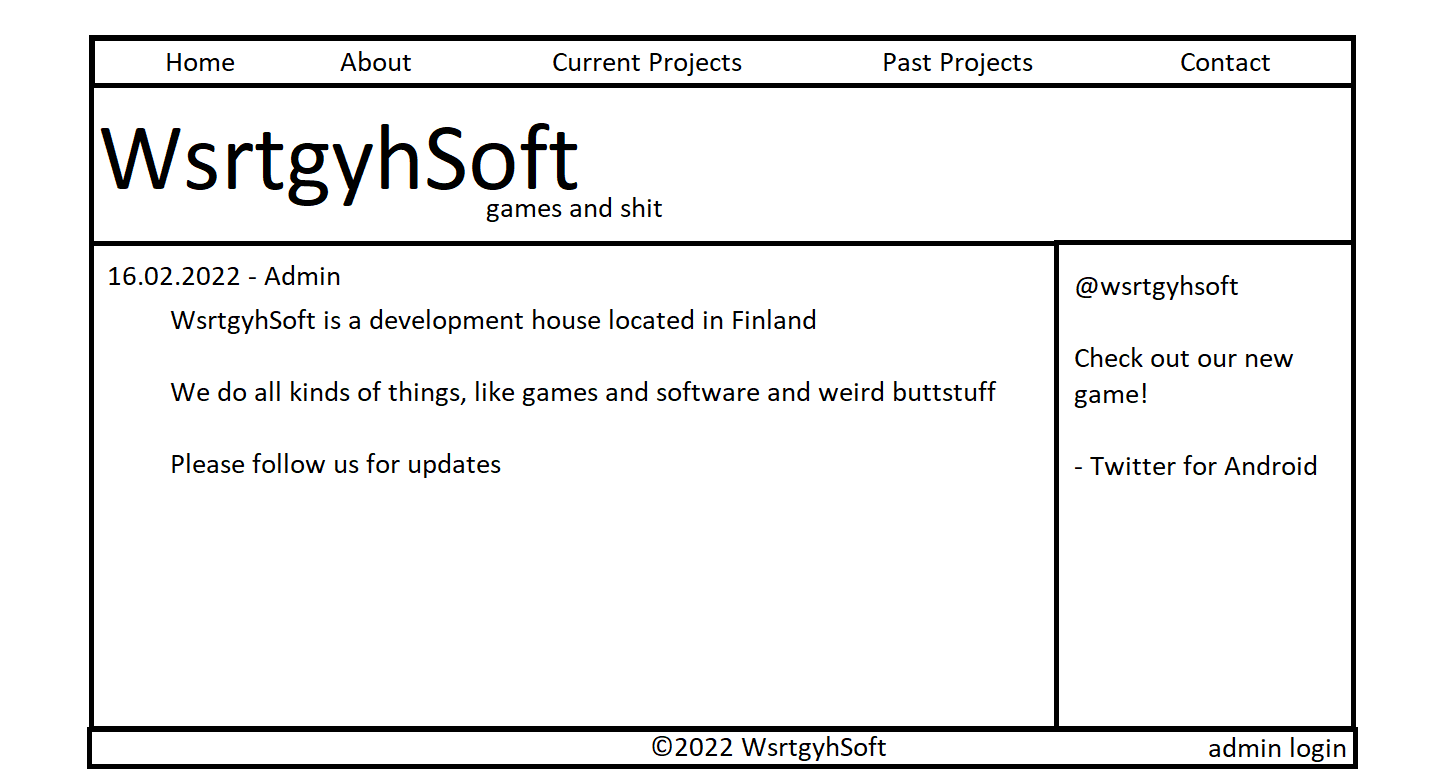 Home About Current Projects Past Projects Contact
WsrtgyhSoft
games and shit
16.02.2022 - Admin
WsrtgyhSoft is a development house located in Finland
We do all kinds of things, like games and software and weird buttstuff
Please follow us for updates
@wsrtgyhsoft
Check out our new
game!
- Twitter for Android
©2022 WsrtgyhSoft
admin login